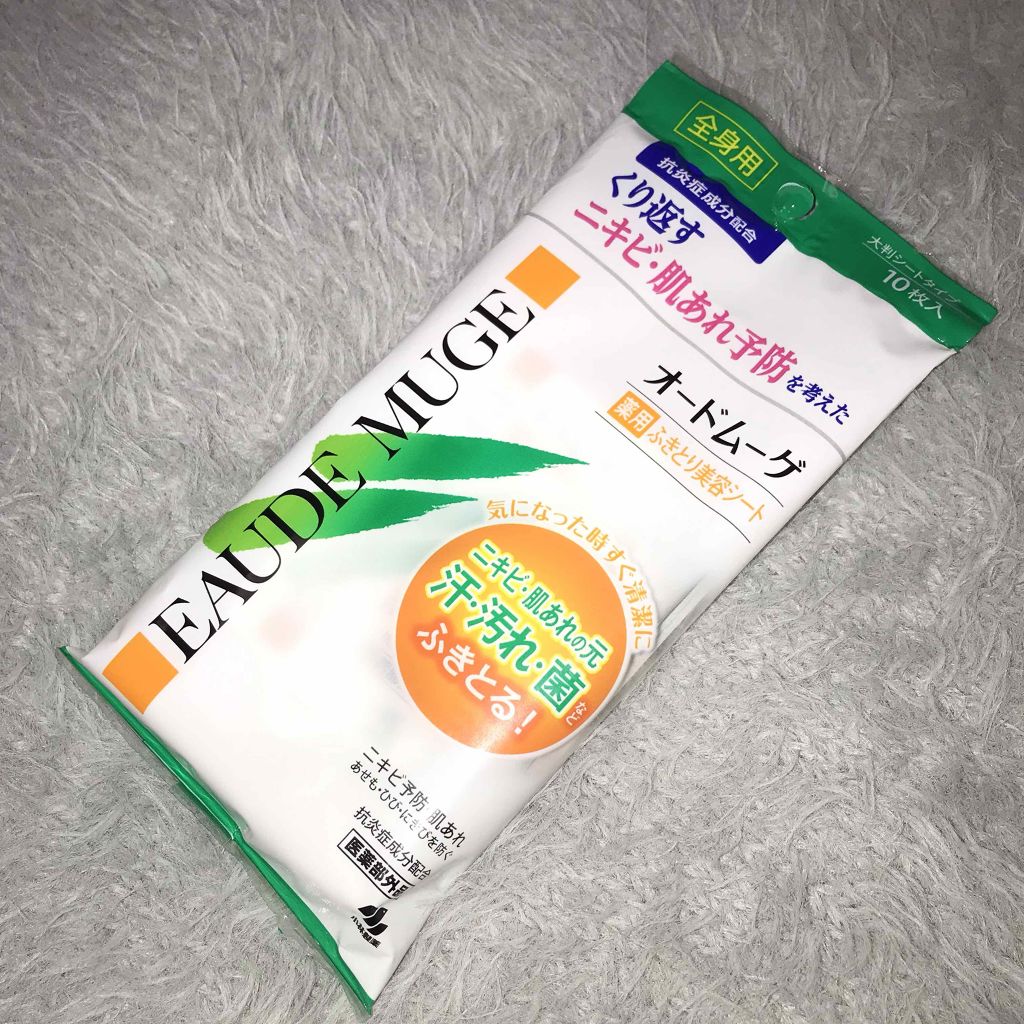 全身用
大判シートタイプ
10枚入
抗炎症成分配合
くり返す
ニキビ・肌あれ予防を考えた
オードムーゲ
薬用 ふきとり美容シート
EAUDE MUGE
気になった時すぐ清潔に
ニキビ・肌あれの元
汗・汚れ・菌など
ふきとる!
ニキビ予防 肌あれ
あせも・ひび・にきびを防ぐ
抗炎症成分配合
医薬部外品
小林製薬